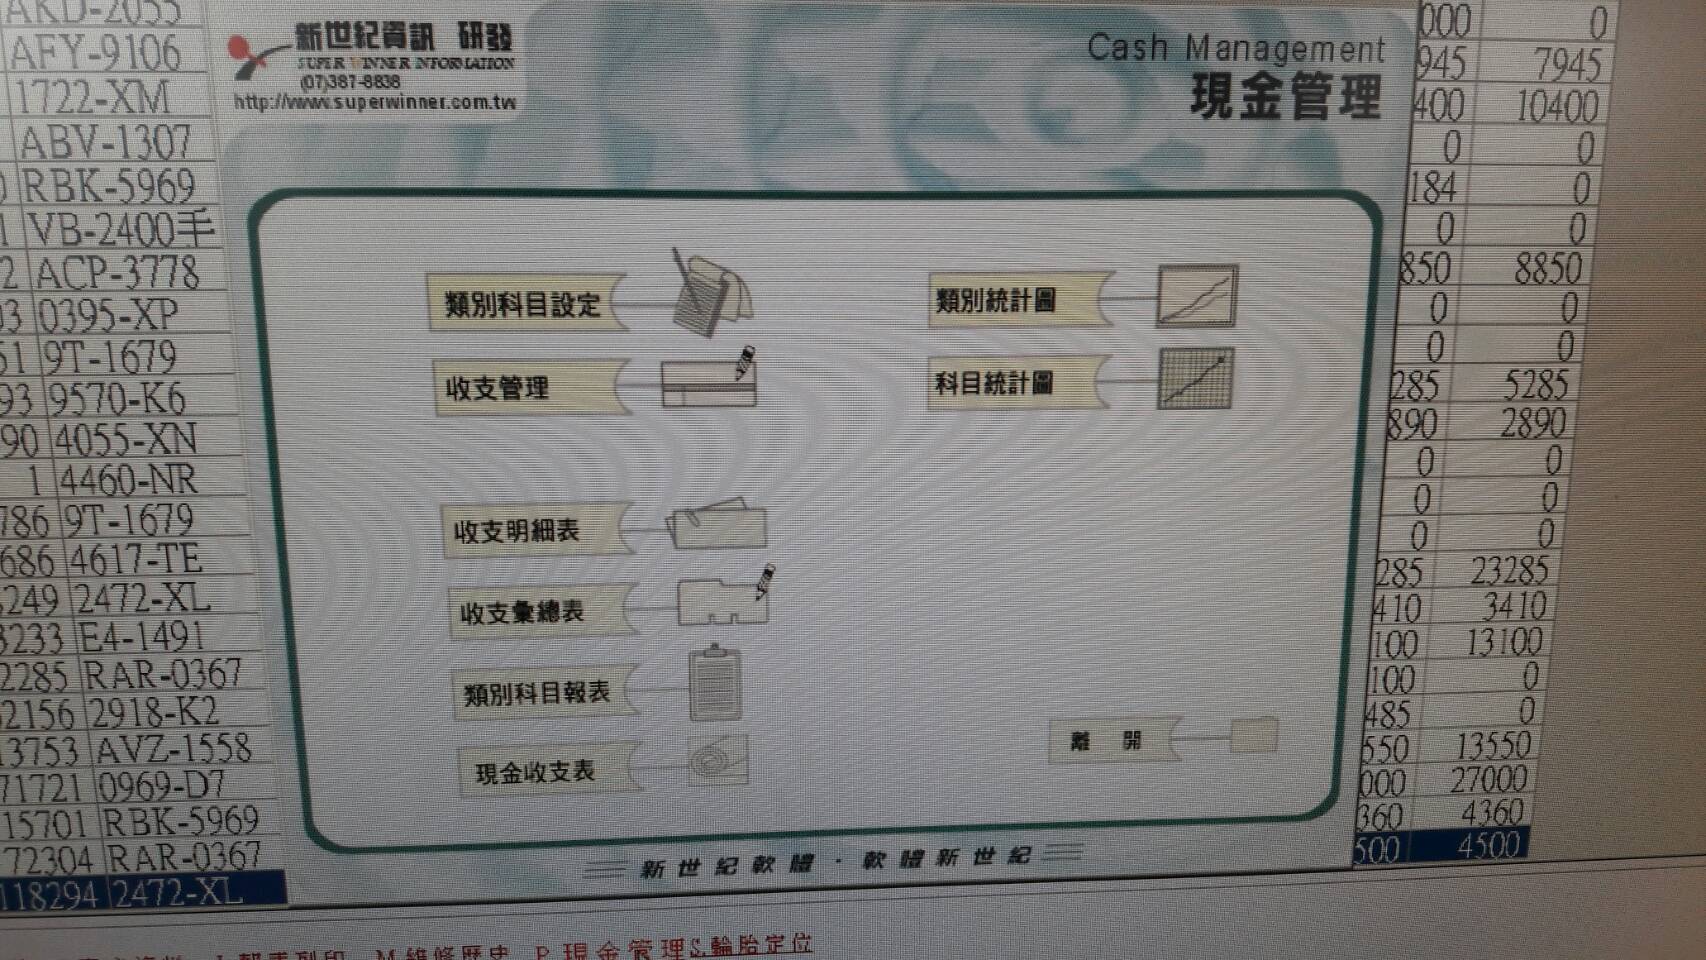 AKD-2055
AFY-9106
1722-XM
ABV-1307
RBK-5969
VB-2400手
2 ACP-3778
03 0395-XP
51 9T-1679
93 9570-K6
90 4055-XN
1 4460-NR
786 9T-1679
686 4617-TE
249 2472-XL
3233 E4-1491
2285 RAR-0367
2156 2918-K2
13753 AVZ-1558
71721 0969-D7
15701 RBK-5969
72304 RAR-0367
118294 2472-XL
新世紀資訊 研發
SUPER WINNER INFORMATION
(07)387-8838
http://www.superwinner.com.tw
Cash Management
現金管理
類別科目設定
收支管理
收支明細表
收支彙總表
類別科目報表
現金收支表
類別統計圖
科目統計圖
離 開
新世紀軟體 · 軟體新世紀
000 0
945 7945
400 10400
0 0
184 0
0 0
850 8850
0 0
0 0
285 5285
890 2890
0 0
0 0
0 0
285 23285
410 3410
100 13100
100 0
485 0
550 13550
000 27000
360 4360
500 4500
M 維修歷史 P 現金管理 S.輪胎定位